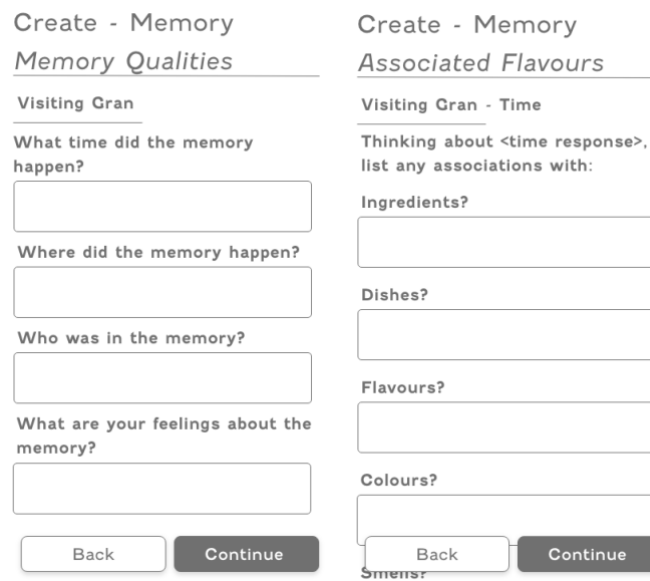 Create - Memory
Memory Qualities
Visiting Gran
What time did the memory
happen?
Where did the memory happen?
Who was in the memory?
What are your feelings about the
memory?
Back
Continue
Create - Memory
Associated Flavours
Visiting Gran - Time
Thinking about <time response>,
list any associations with:
Ingredients?
Dishes?
Flavours?
Colours?
Smells?
Back
Continue